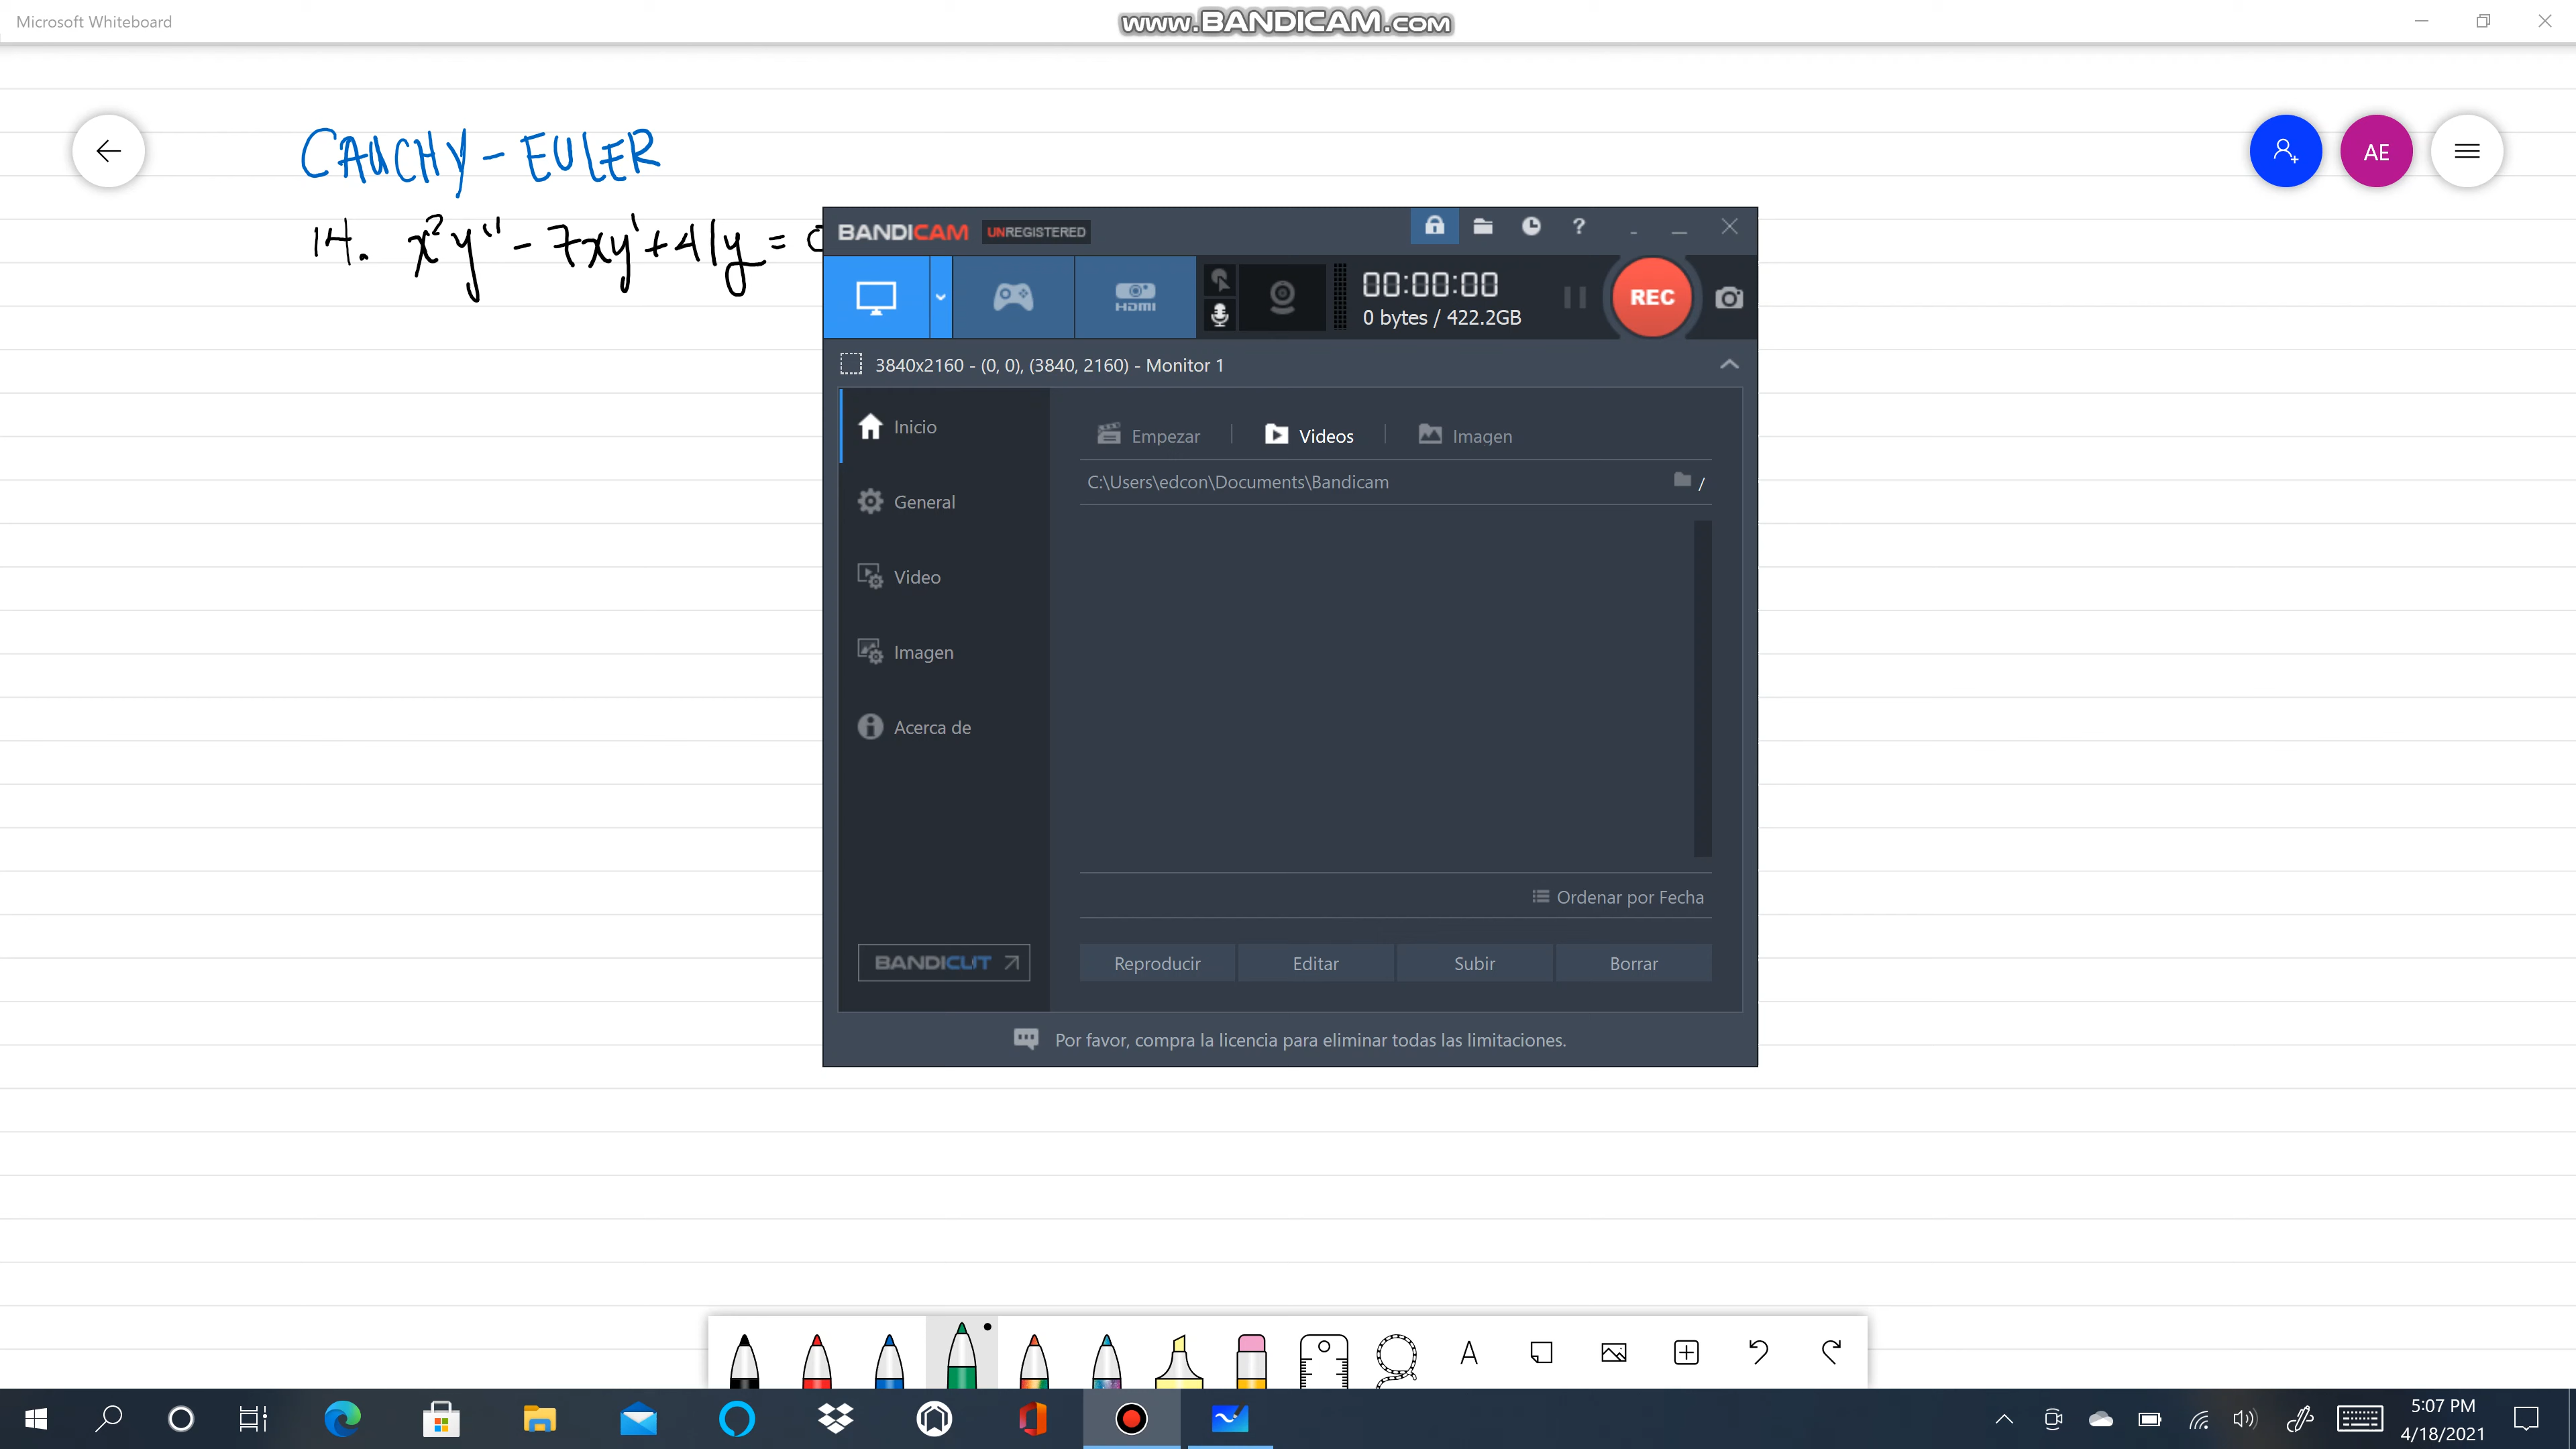 Microsoft Whiteboard
www.BANDICAM.com
CAUCHY-EULER
AE
14. x²y'' - 7xy' + 41y = 0
BANDICAM UNREGISTERED
?
HDMI
00:00:00
0 bytes / 422.2GB
REC
3840x2160 - (0, 0), (3840, 2160) - Monitor 1
Inicio
General
Video
Imagen
Acerca de
Empezar
Videos
Imagen
C:\Users\edcon\Documents\Bandicam
/
Ordenar por Fecha
BANDICUT
Reproducir
Editar
Subir
Borrar
Por favor, compra la licencia para eliminar todas las limitaciones.
A
5:07 PM
4/18/2021